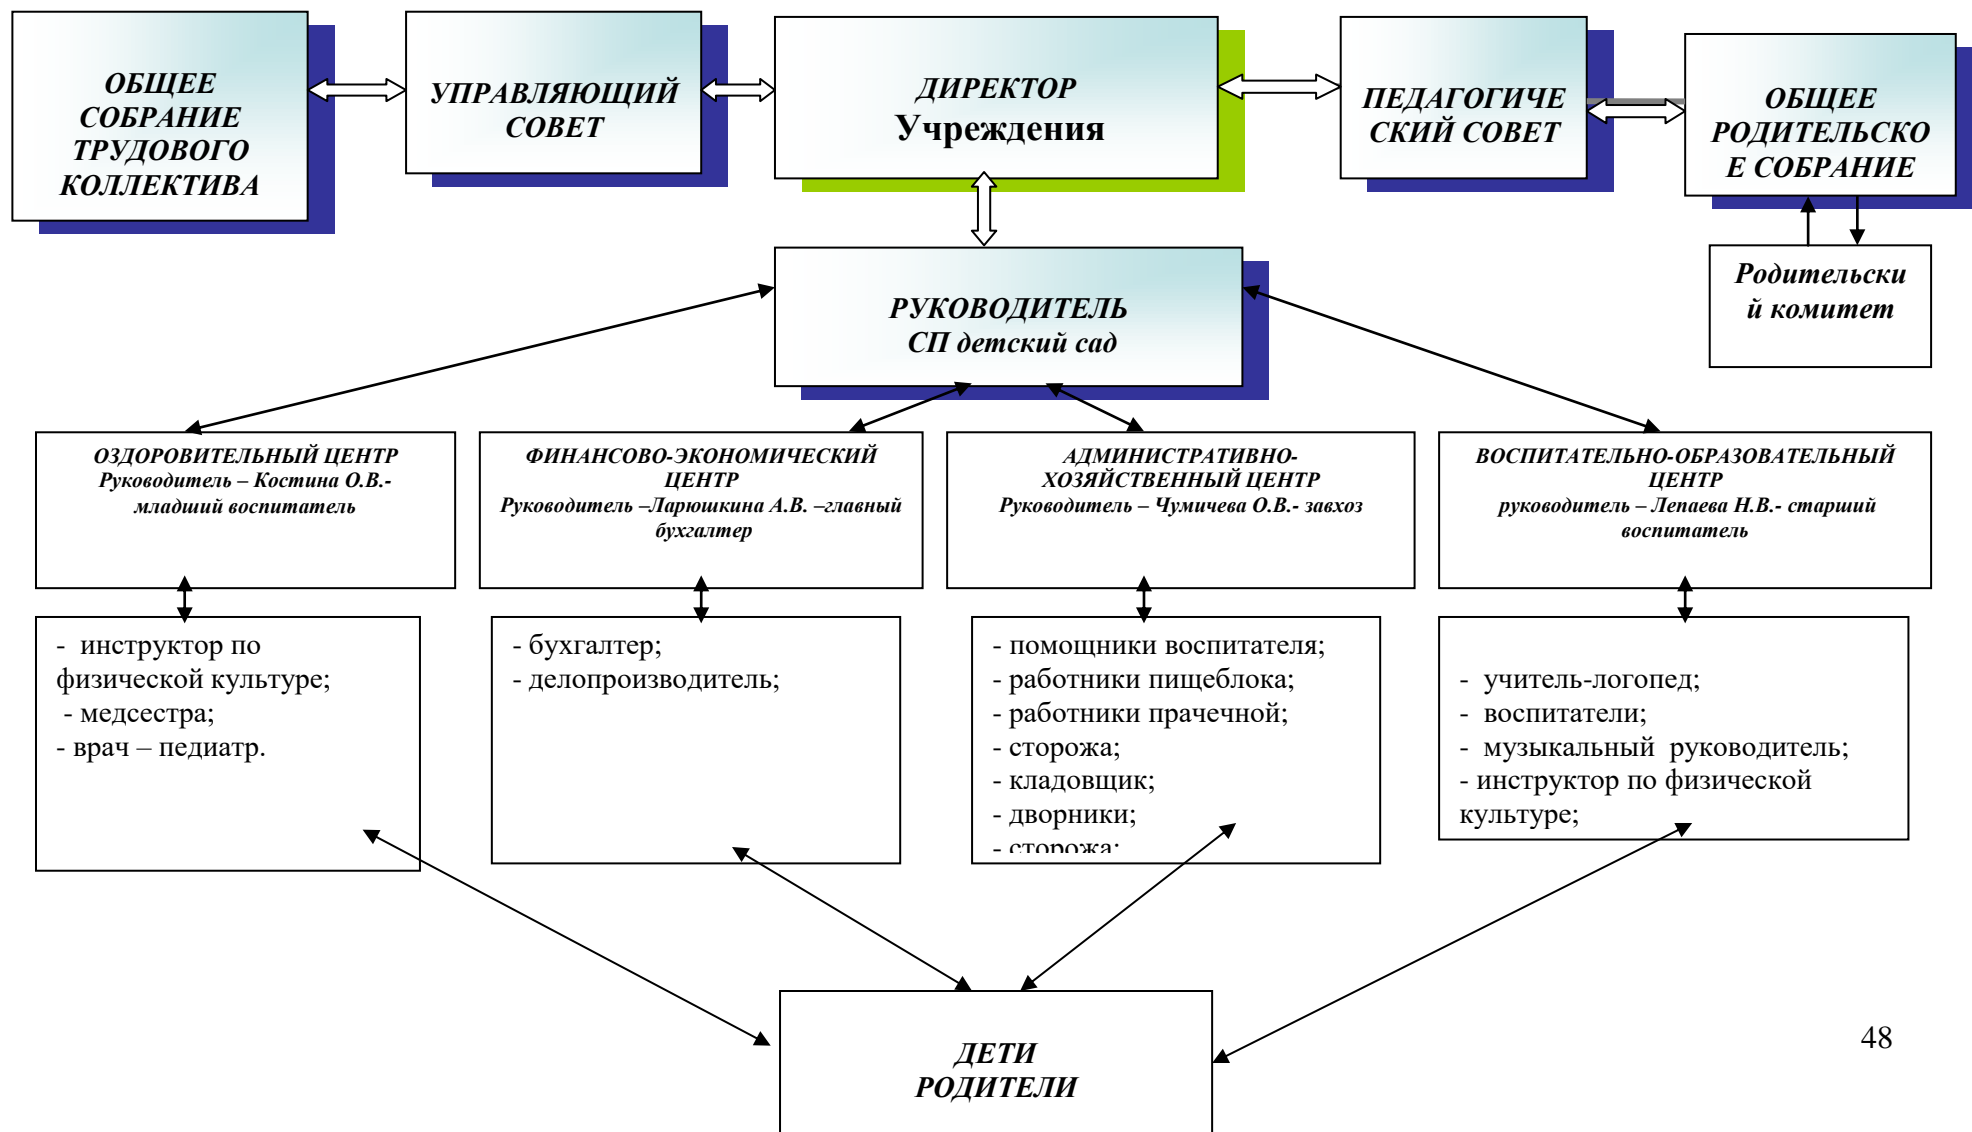 ОБЩЕЕ
СОБРАНИЕ
ТРУДОВОГО
КОЛЛЕКТИВА
УПРАВЛЯЮЩИЙ
СОВЕТ
ДИРЕКТОР
Учреждения
ПЕДАГОГИЧЕ
СКИЙ СОВЕТ
ОБЩЕЕ
РОДИТЕЛЬСКО
Е СОБРАНИЕ
Родительски
й комитет
РУКОВОДИТЕЛЬ
СП детский сад
ОЗДОРОВИТЕЛЬНЫЙ ЦЕНТР
Руководитель – Костина О.В.-
младший воспитатель
ФИНАНСОВО-ЭКОНОМИЧЕСКИЙ
ЦЕНТР
Руководитель –Ларюшкина А.В. –главный
бухгалтер
АДМИНИСТРАТИВНО-
ХОЗЯЙСТВЕННЫЙ ЦЕНТР
Руководитель – Чумичева О.В.- завхоз
ВОСПИТАТЕЛЬНО-ОБРАЗОВАТЕЛЬНЫЙ
ЦЕНТР
руководитель – Лепаева Н.В.- старший
воспитатель
- инструктор по
физической культуре;
- медсестра;
- врач – педиатр.
- бухгалтер;
- делопроизводитель;
- помощники воспитателя;
- работники пищеблока;
- работники прачечной;
- сторожа;
- кладовщик;
- дворники;
- сторожа;
- учитель-логопед;
- воспитатели;
- музыкальный руководитель;
- инструктор по физической
культуре;
ДЕТИ
РОДИТЕЛИ
48